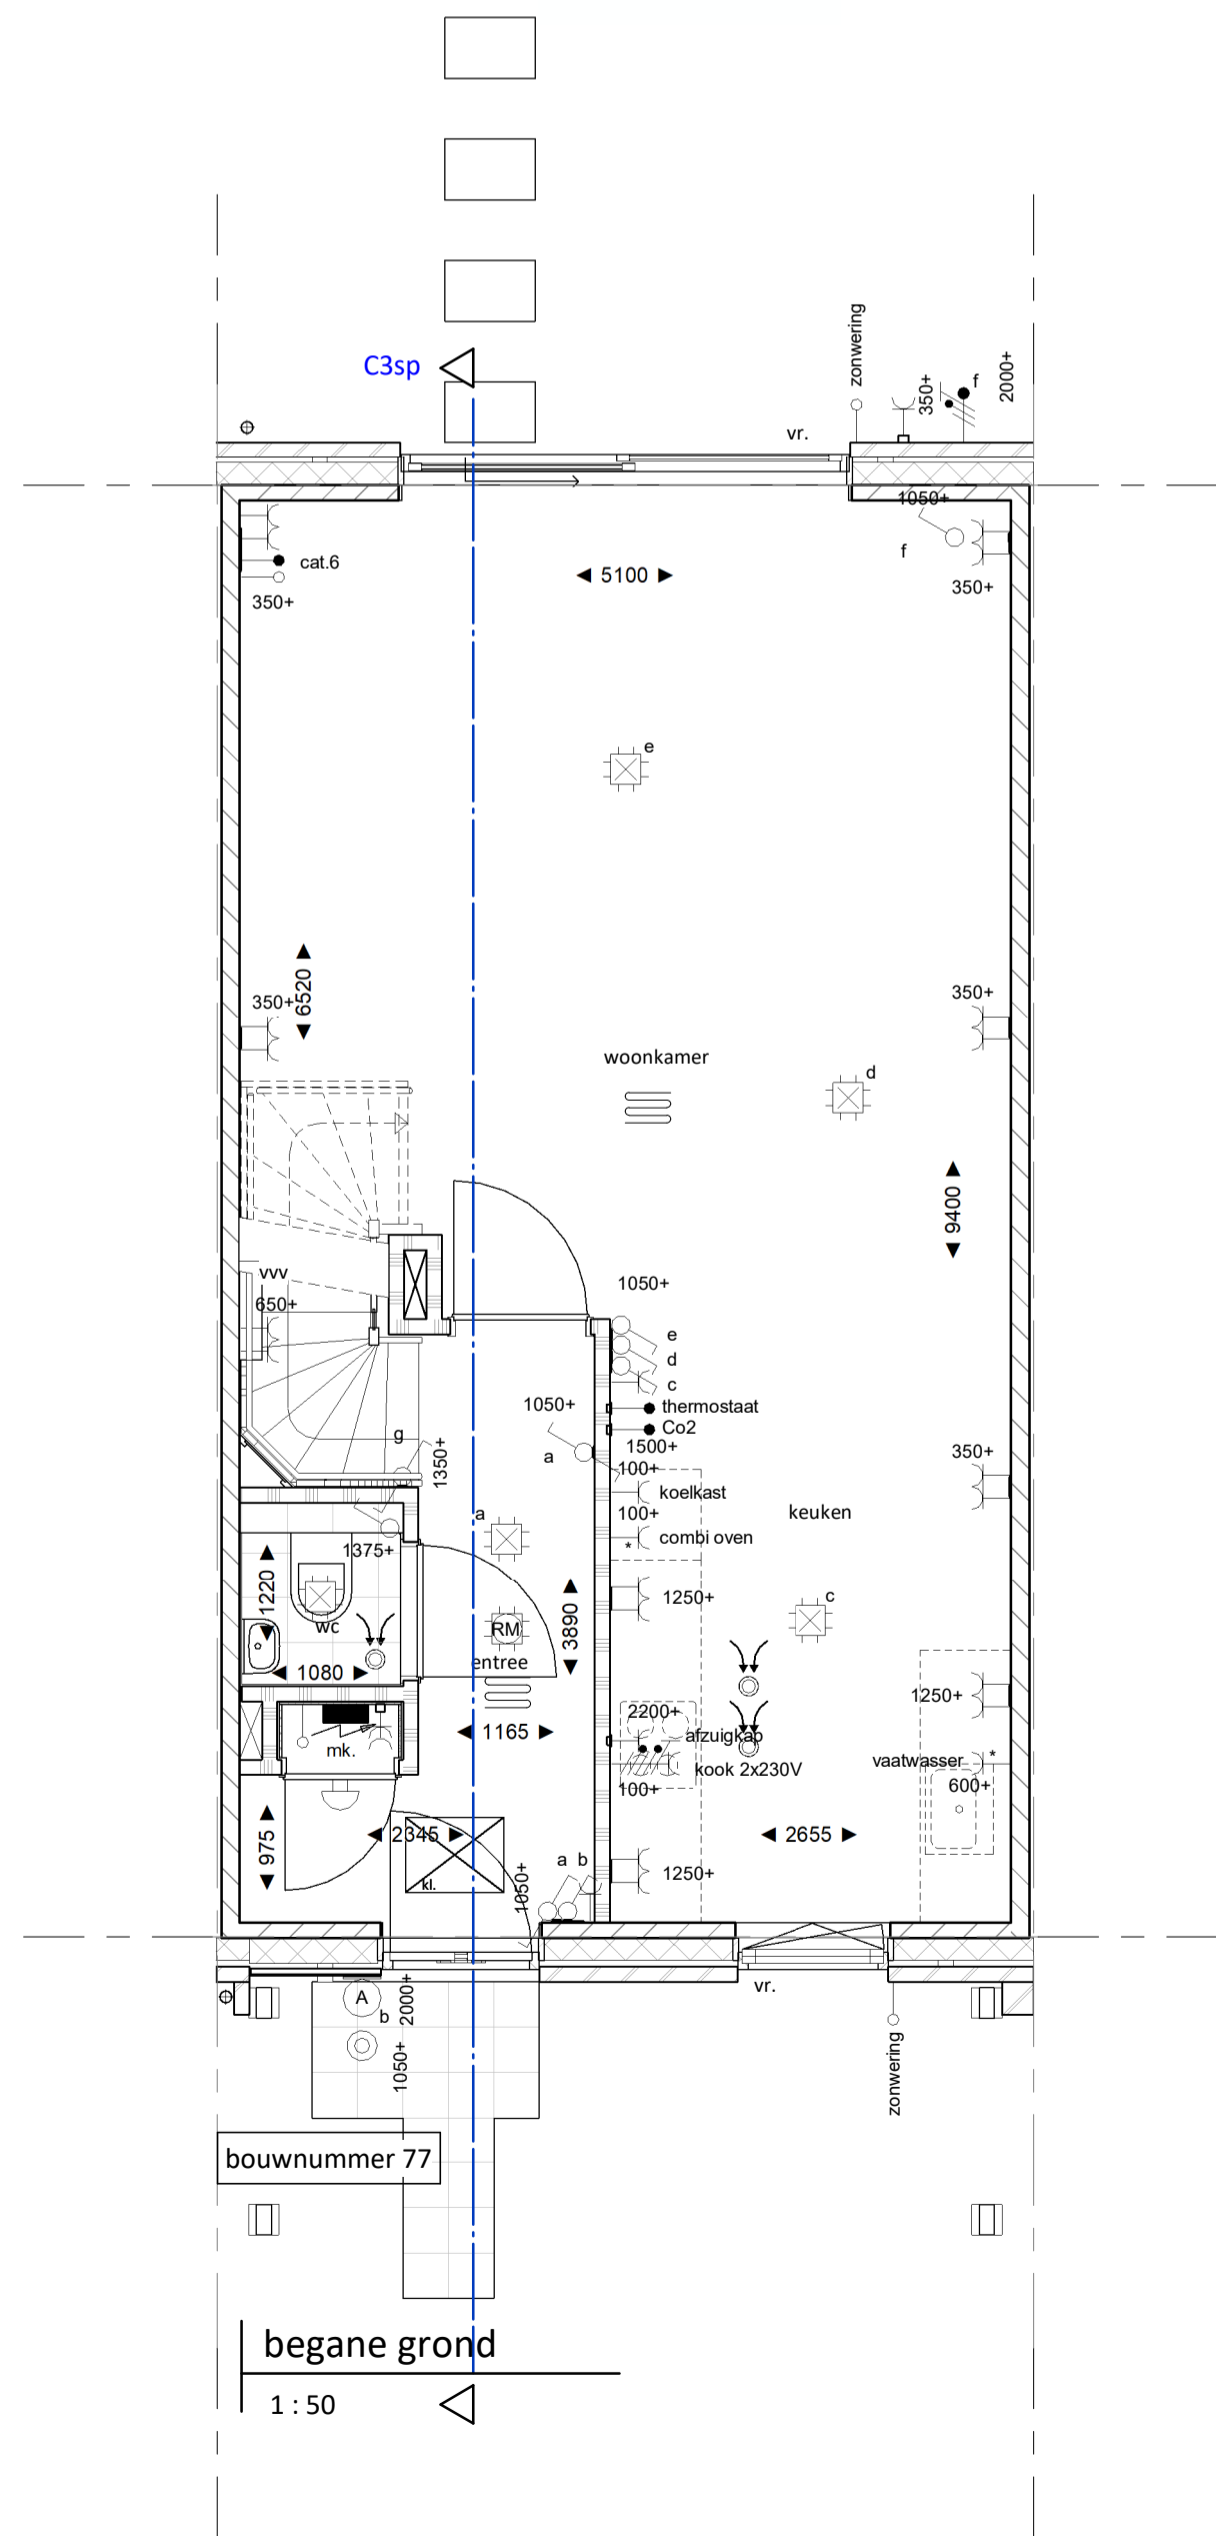 C3sp
zonwering
350+
f
2000+
vr.
1050+
f
350+
cat.6
350+
◄ 5100 ►
e
◄ 6520 ►
350+
350+
woonkamer
d
◄ 9400 ►
vvv
650+
1050+
e
d
c
thermostaat
Co2
1500+
1050+
a
g
1350+
100+
koelkast
100+
combi oven
*
350+
keuken
a
1375+
◄ 1220 ►
wc
◄ 1080 ►
RM
entree
◄ 3890 ►
1250+
c
◄ 1165 ►
mk.
2200+
afzuigkap
kook 2x230V
100+
1250+
vaatwasser
*
600+
◄ 975 ►
◄ 2345 ►
kl.
1050+
a b
1250+
◄ 2655 ►
A
b
2000+
1050+
vr.
zonwering
bouwnummer 77
begane grond
1 : 50